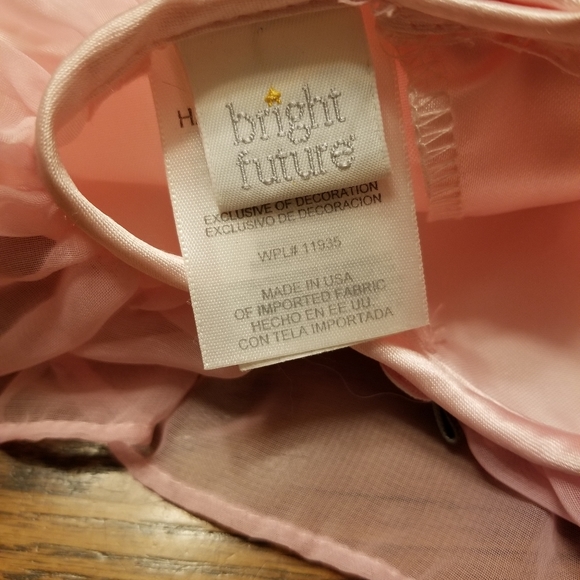 bright
future
EXCLUSIVE OF DECORATION
EXCLUSIVO DE DECORACION
WPL# 11935
MADE IN USA
OF IMPORTED FABRIC
HECHO EN EE UU
CON TELA IMPORTADA